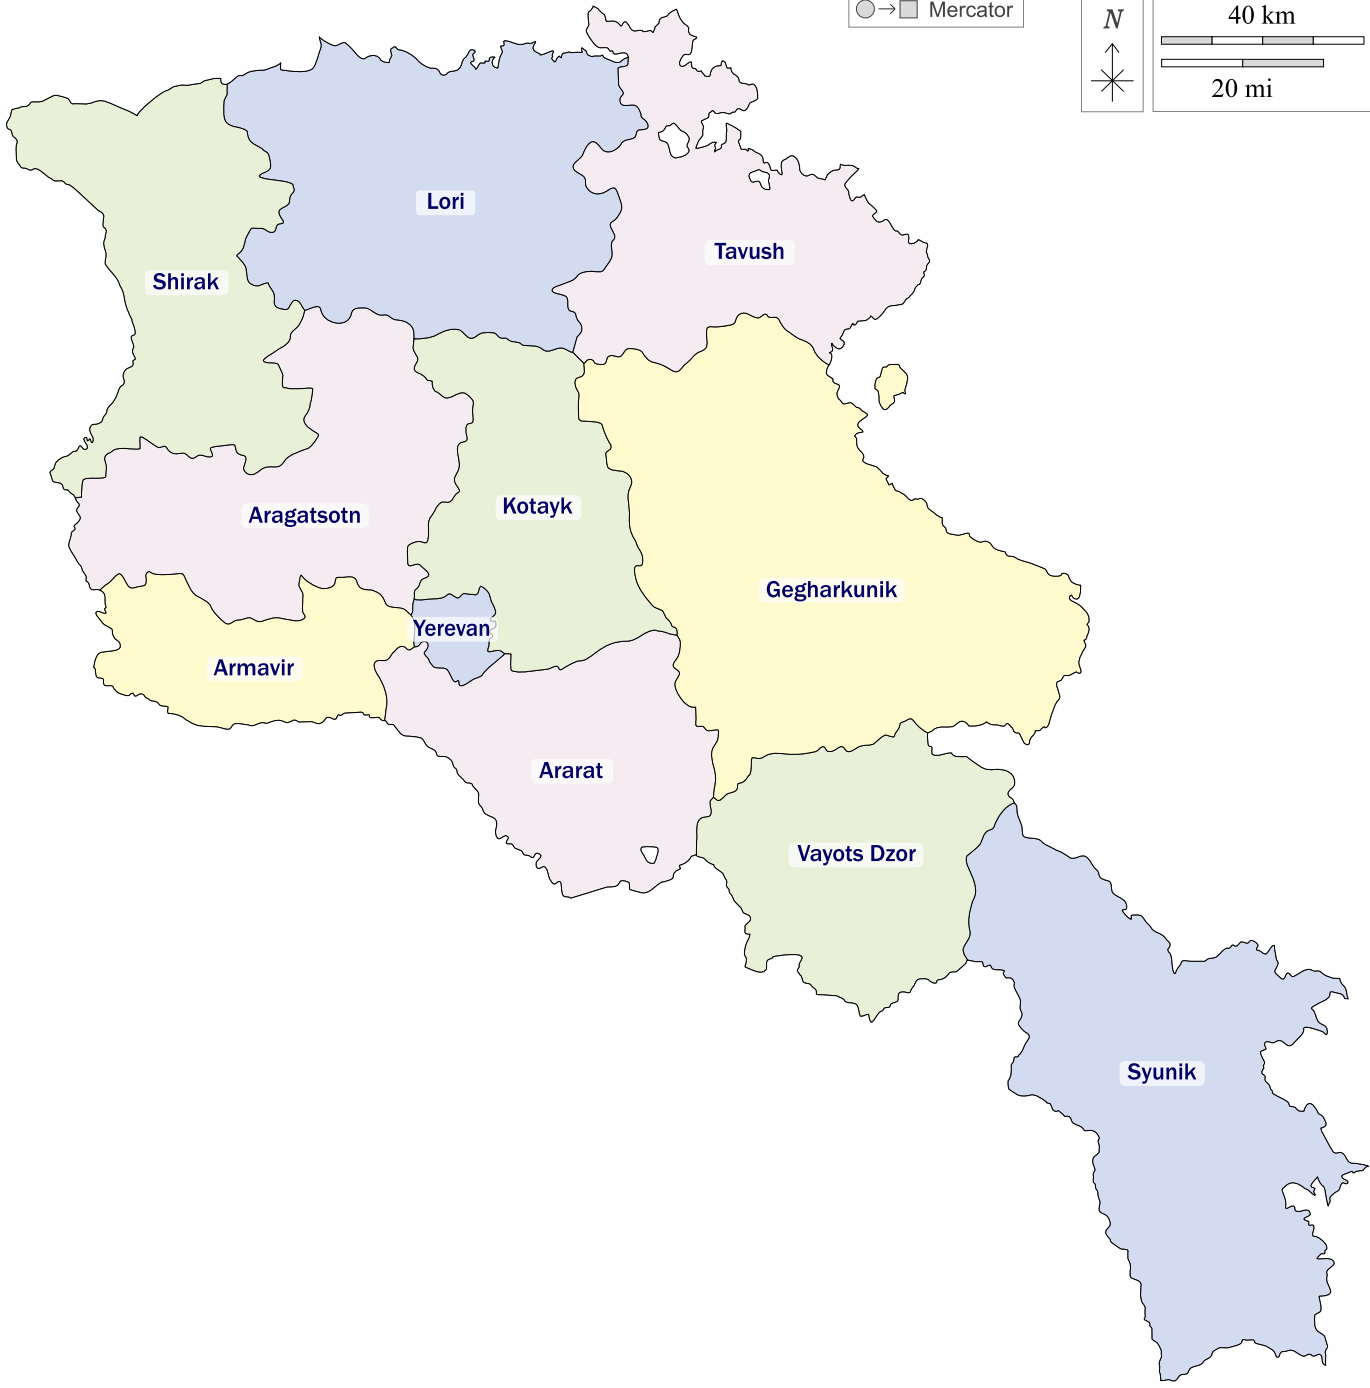 Mercator
N
40 km
20 mi
Lori
Tavush
Shirak
Aragatsotn
Kotayk
Gegharkunik
Yerevan
Armavir
Ararat
Vayots Dzor
Syunik